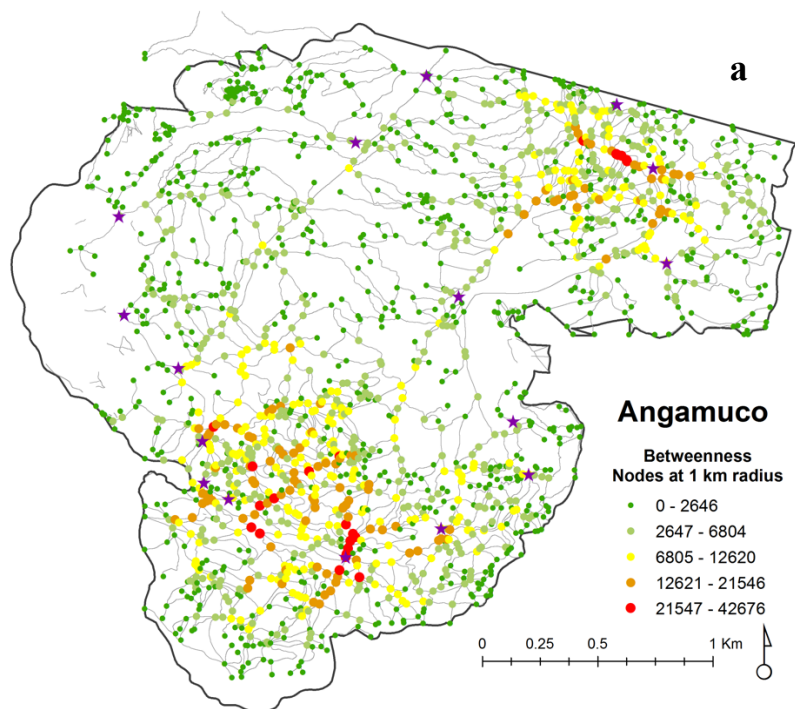 a
Angamuco
Betweenness
Nodes at 1 km radius
0 - 2646
2647 - 6804
6805 - 12620
12621 - 21546
21547 - 42676
0 0.25 0.5 1 Km